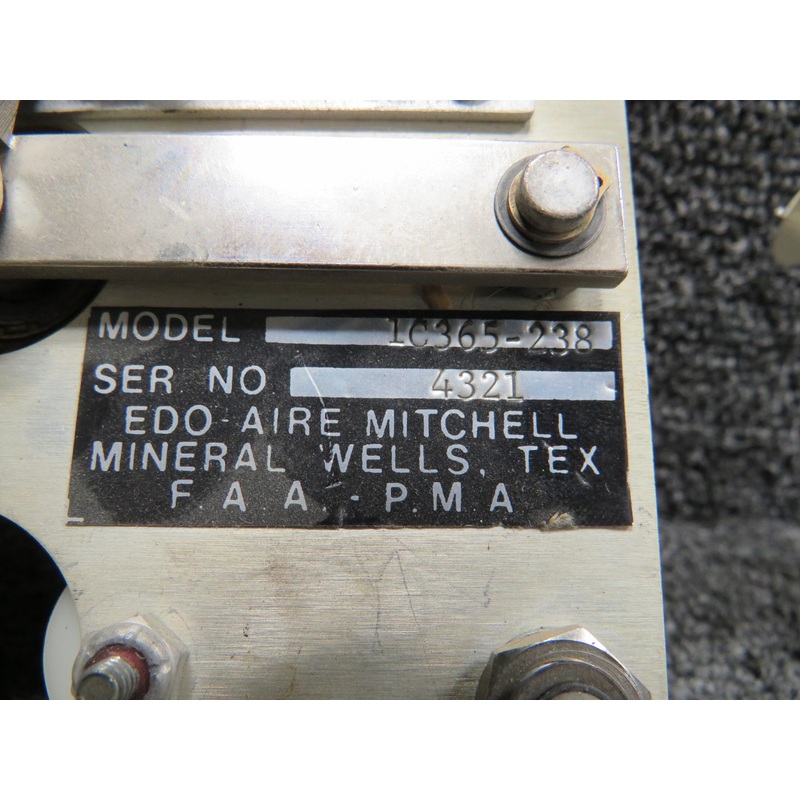 MODEL 1C365-238
SER NO 4321
EDO-AIRE MITCHELL
MINERAL WELLS, TEX
F.A.A.-P.M.A